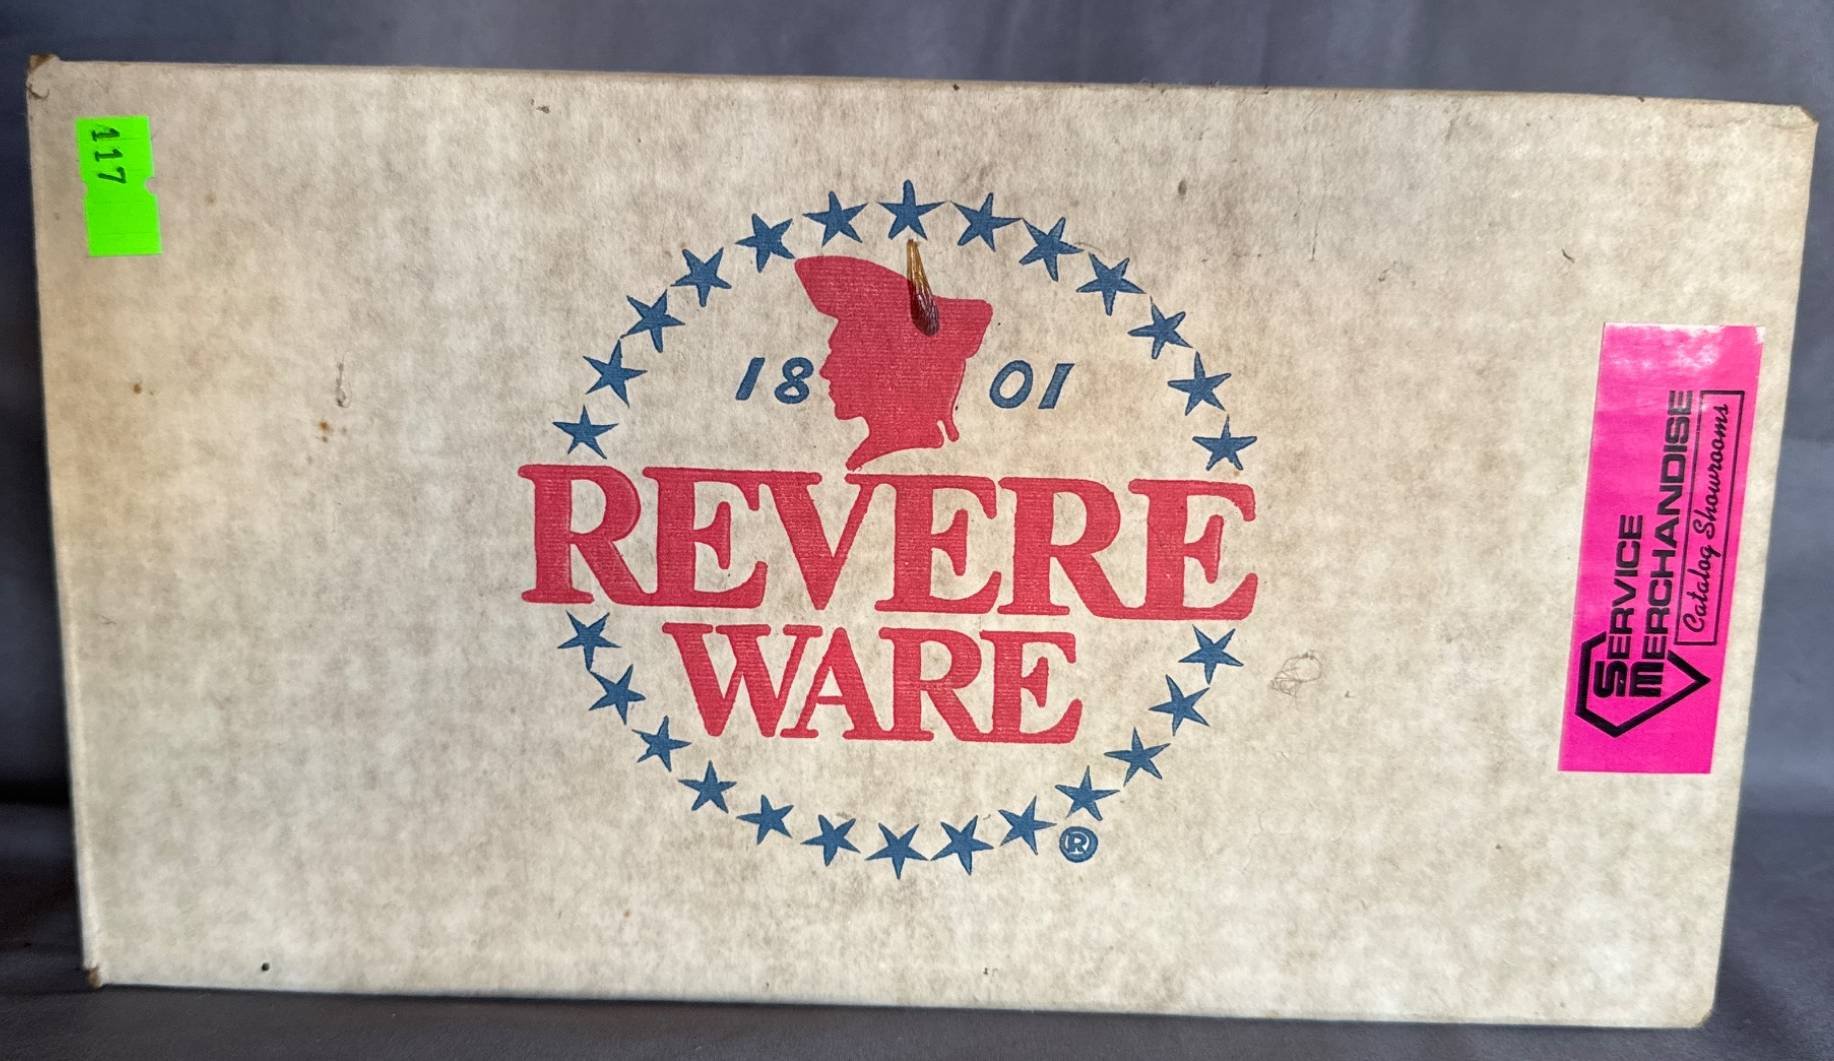 117
18 01
REVERE
WARE
®
SERVICE
MERCHANDISE
Catalog Showrooms